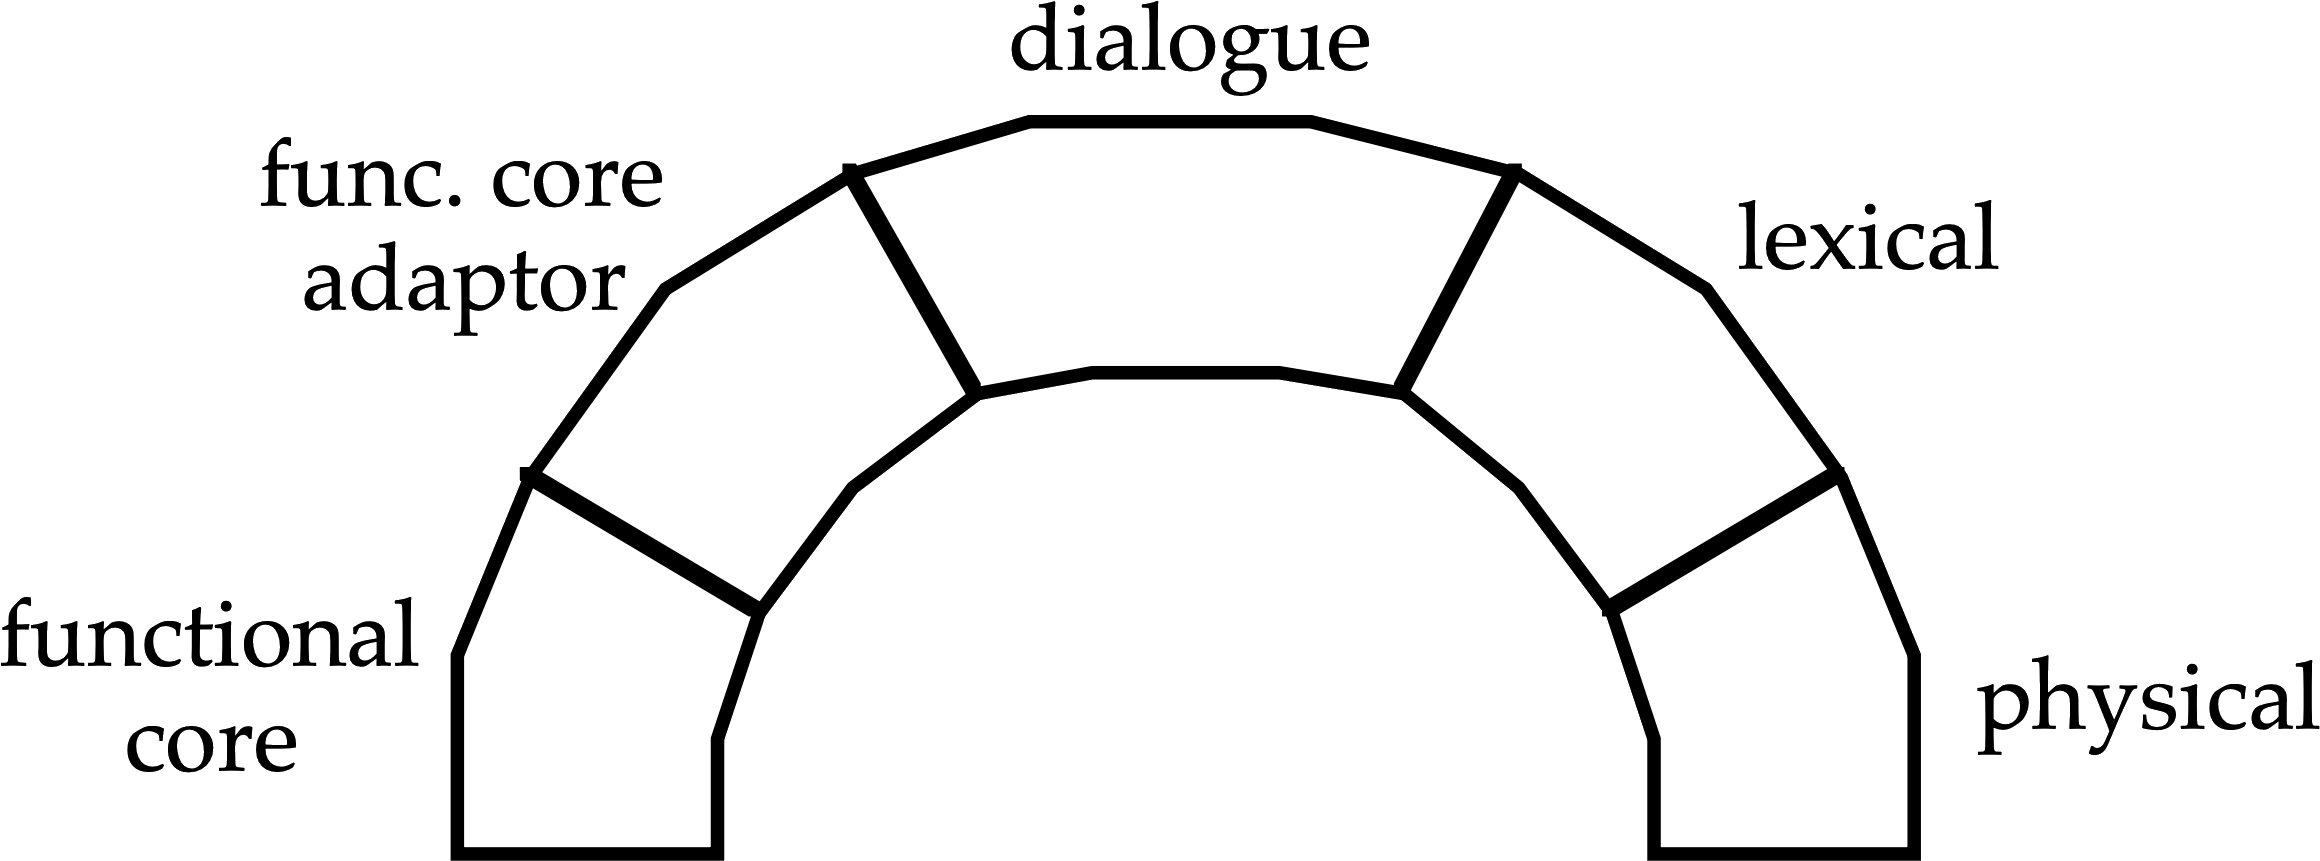 dialogue
func. core
adaptor
lexical
functional
core
physical